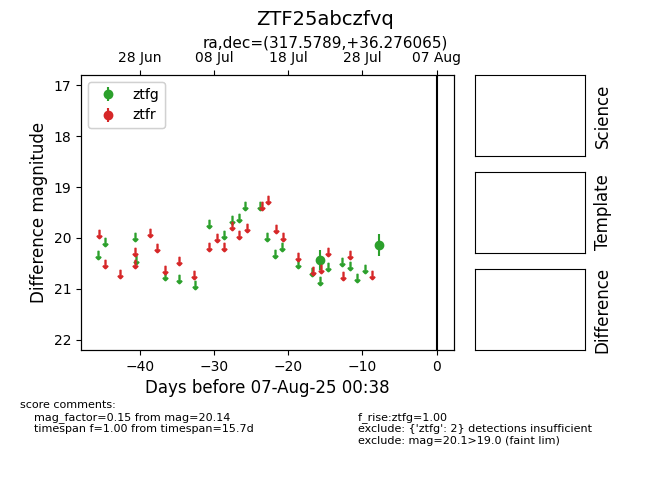 ZTF25abczfvq
ra,dec=(317.5789,+36.276065)
28 Jun 08 Jul 18 Jul 28 Jul 07 Aug
17
18
19
20
21
22
Difference magnitude
ztfg
ztfr
−40 −30 −20 −10 0
Days before 07-Aug-25 00:38
Science
Template
Difference
score comments:
mag_factor=0.15 from mag=20.14
timespan f=1.00 from timespan=15.7d
f_rise:ztfg=1.00
exclude: {'ztfg': 2} detections insufficient
exclude: mag=20.1>19.0 (faint lim)